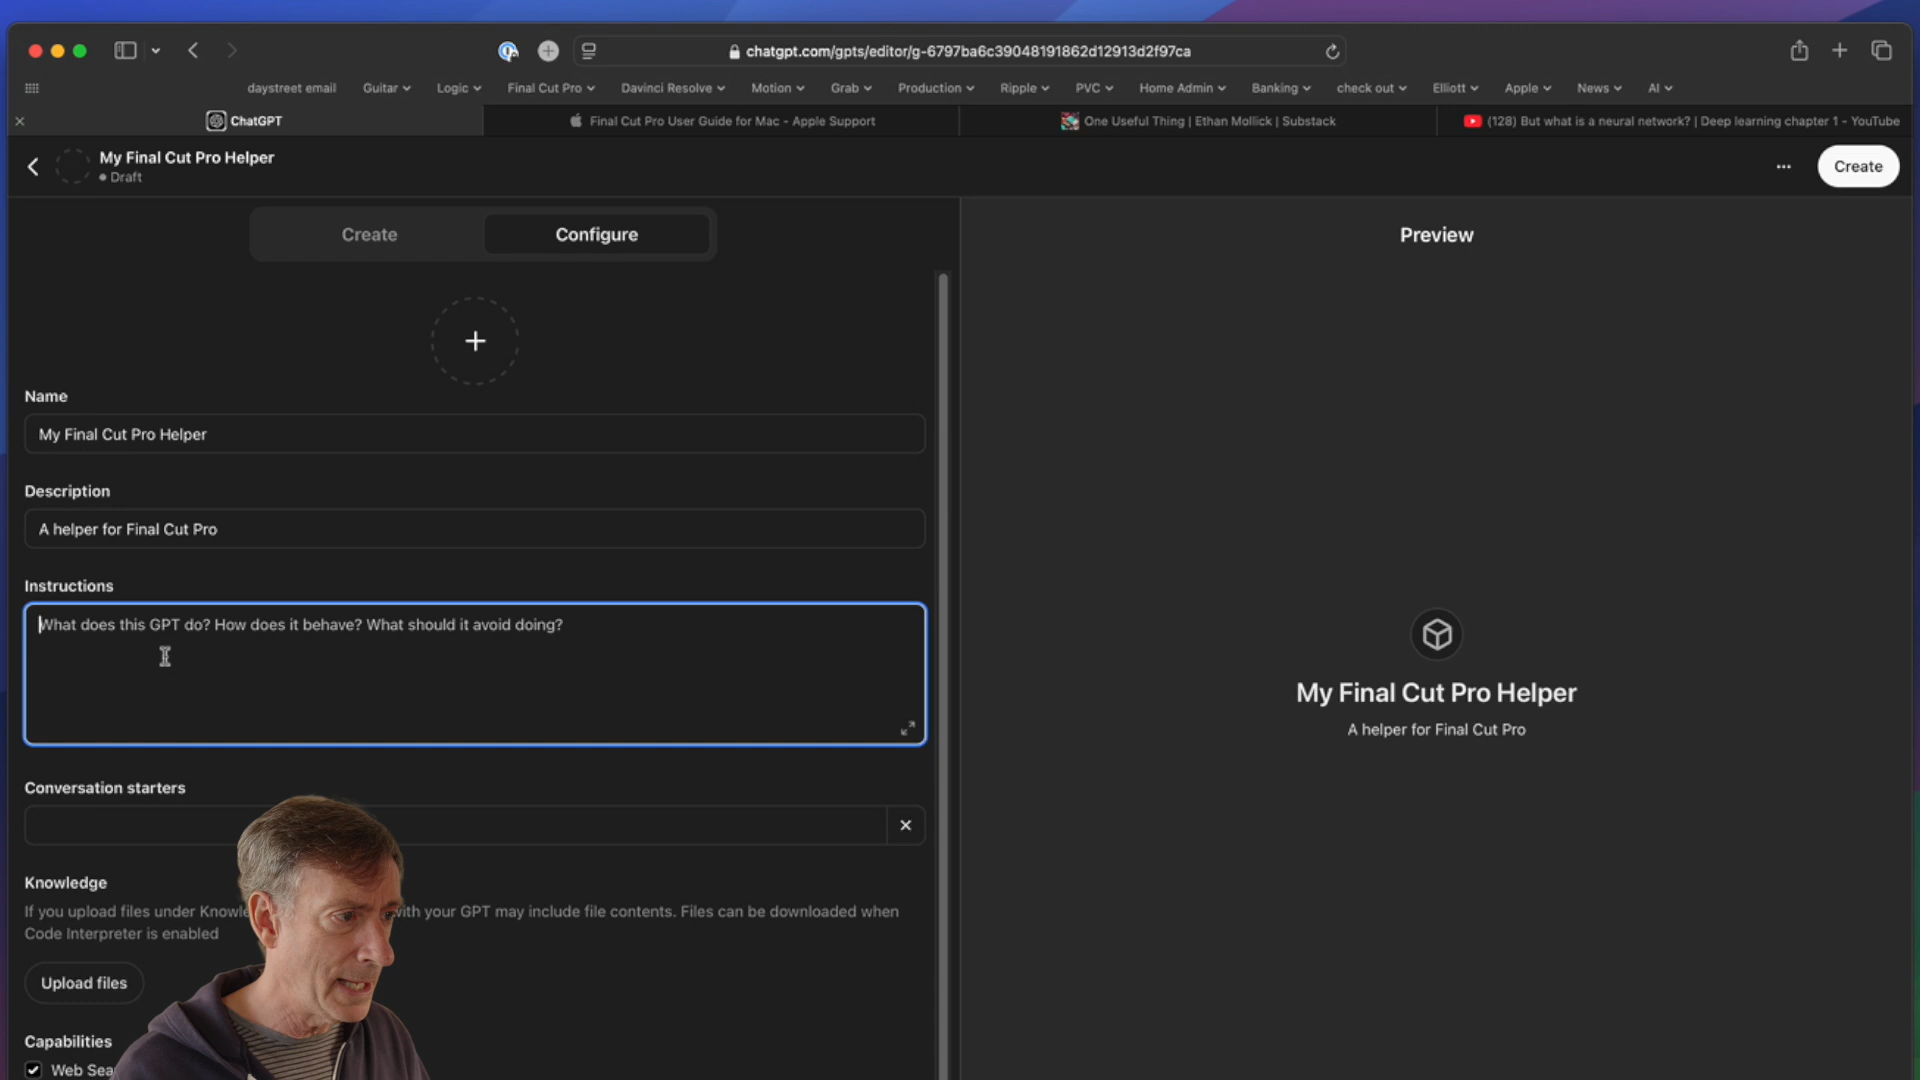 chatgpt.com/gpts/editor/g-6797ba6c39048191862d12913d2f97ca
daystreet email Guitar Logic Final Cut Pro Davinci Resolve Motion Grab Production Ripple PVC Home Admin Banking check out Elliott Apple News AI
ChatGPT Final Cut Pro User Guide for Mac - Apple Support One Useful Thing | Ethan Mollick | Substack (128) But what is a neural network? | Deep learning chapter 1 - YouTube
My Final Cut Pro Helper
Draft
Create
Create Configure
Preview
Name
My Final Cut Pro Helper
Description
A helper for Final Cut Pro
Instructions
What does this GPT do? How does it behave? What should it avoid doing?
My Final Cut Pro Helper
A helper for Final Cut Pro
Conversation starters
Knowledge
If you upload files under with your GPT may include file contents. Files can be downloaded when
Code Interpreter is enabled
Upload files
Capabilities
Web